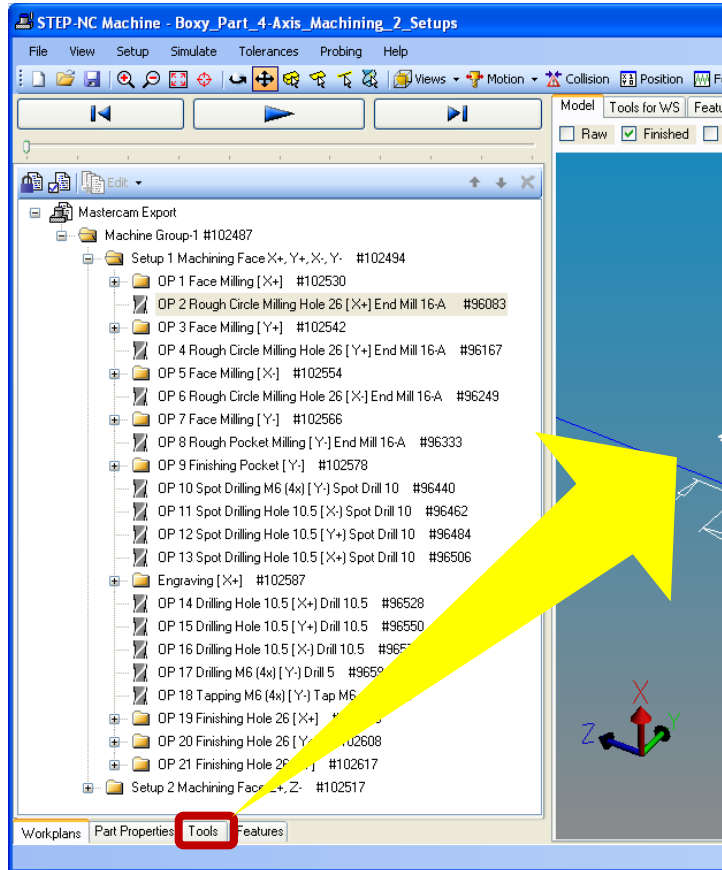 STEP-NC Machine - Boxy_Part_4-Axis_Machining_2_Setups
File View Setup Simulate Tolerances Probing Help
Views Motion Collision Position
Model Tools for WS
Raw Finished
Edit
Mastercam Export
Machine Group-1 #102487
Setup 1 Machining Face X+, Y+, X-, Y- #102494
OP 1 Face Milling [X+] #102530
OP 2 Rough Circle Milling Hole 26 [X+] End Mill 16-A #96083
OP 3 Face Milling [Y+] #102542
OP 4 Rough Circle Milling Hole 26 [Y+] End Mill 16-A #96167
OP 5 Face Milling [X-] #102554
OP 6 Rough Circle Milling Hole 26 [X-] End Mill 16-A #96249
OP 7 Face Milling [Y-] #102566
OP 8 Rough Pocket Milling [Y-] End Mill 16-A #96333
OP 9 Finishing Pocket [Y-] #102578
OP 10 Spot Drilling M6 (4x) [Y-) Spot Drill 10 #96440
OP 11 Spot Drilling Hole 10.5 [X-) Spot Drill 10 #96462
OP 12 Spot Drilling Hole 10.5 [Y+) Spot Drill 10 #96484
OP 13 Spot Drilling Hole 10.5 [X+) Spot Drill 10 #96506
Engraving [X+] #102587
OP 14 Drilling Hole 10.5 [X+) Drill 10.5 #96528
OP 15 Drilling Hole 10.5 [Y+) Drill 10.5 #96550
OP 16 Drilling Hole 10.5 [X-) Drill 10.5
OP 17 Drilling M6 (4x) [Y-) Drill 5
OP 18 Tapping M6 (4x) [Y-) Tap M6
OP 19 Finishing Hole 26 [X+]
OP 20 Finishing Hole 26
OP 21 Finishing Hole #102617
Setup 2 Machining Face Z- #102517
X
Y
Z
Workplans Part Properties Tools Features